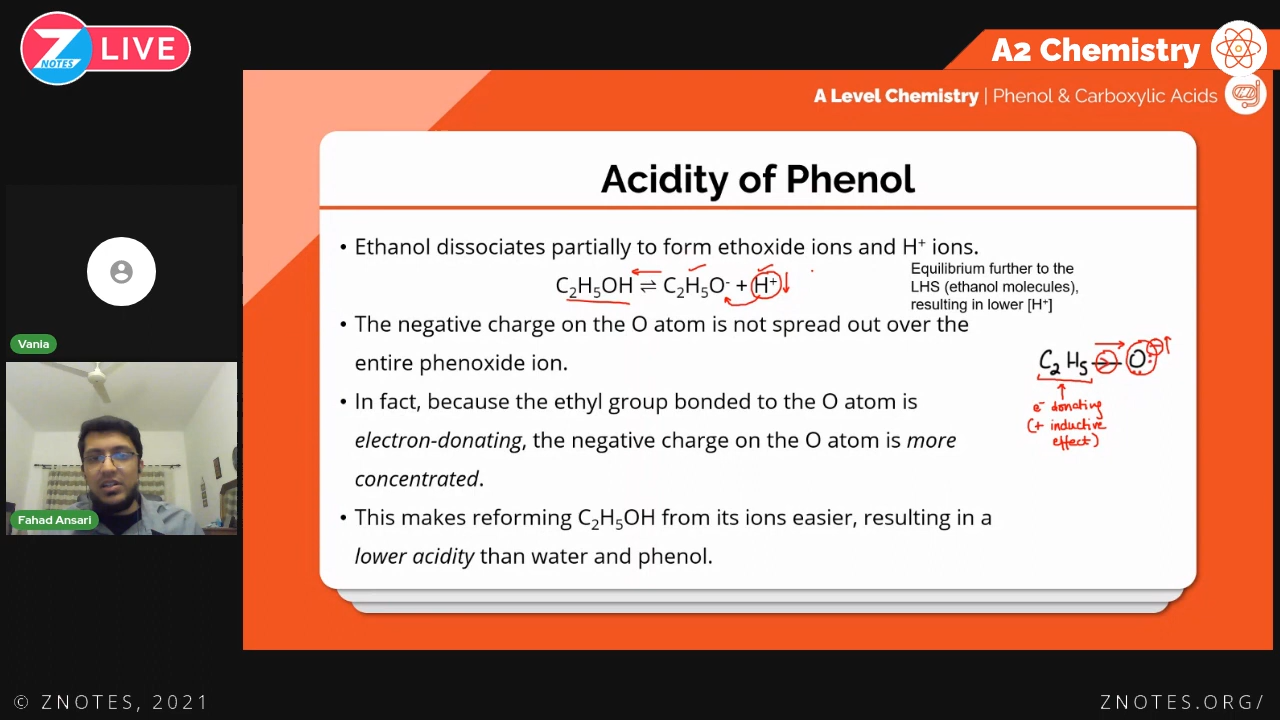 Z NOTES LIVE
A2 Chemistry
A Level Chemistry | Phenol & Carboxylic Acids
Acidity of Phenol
• Ethanol dissociates partially to form ethoxide ions and H⁺ ions.
C₂H₅OH ⇌ C₂H₅O⁻ + H⁺ ↓
Equilibrium further to the
LHS (ethanol molecules),
resulting in lower [H⁺]
• The negative charge on the O atom is not spread out over the
entire phenoxide ion.
C₂H₅ → O
e⁻ donating
(+ inductive
effect)
• In fact, because the ethyl group bonded to the O atom is
electron-donating, the negative charge on the O atom is more
concentrated.
• This makes reforming C₂H₅OH from its ions easier, resulting in a
lower acidity than water and phenol.
Vania
Fahad Ansari
© ZNOTES, 2021
ZNOTES.ORG/